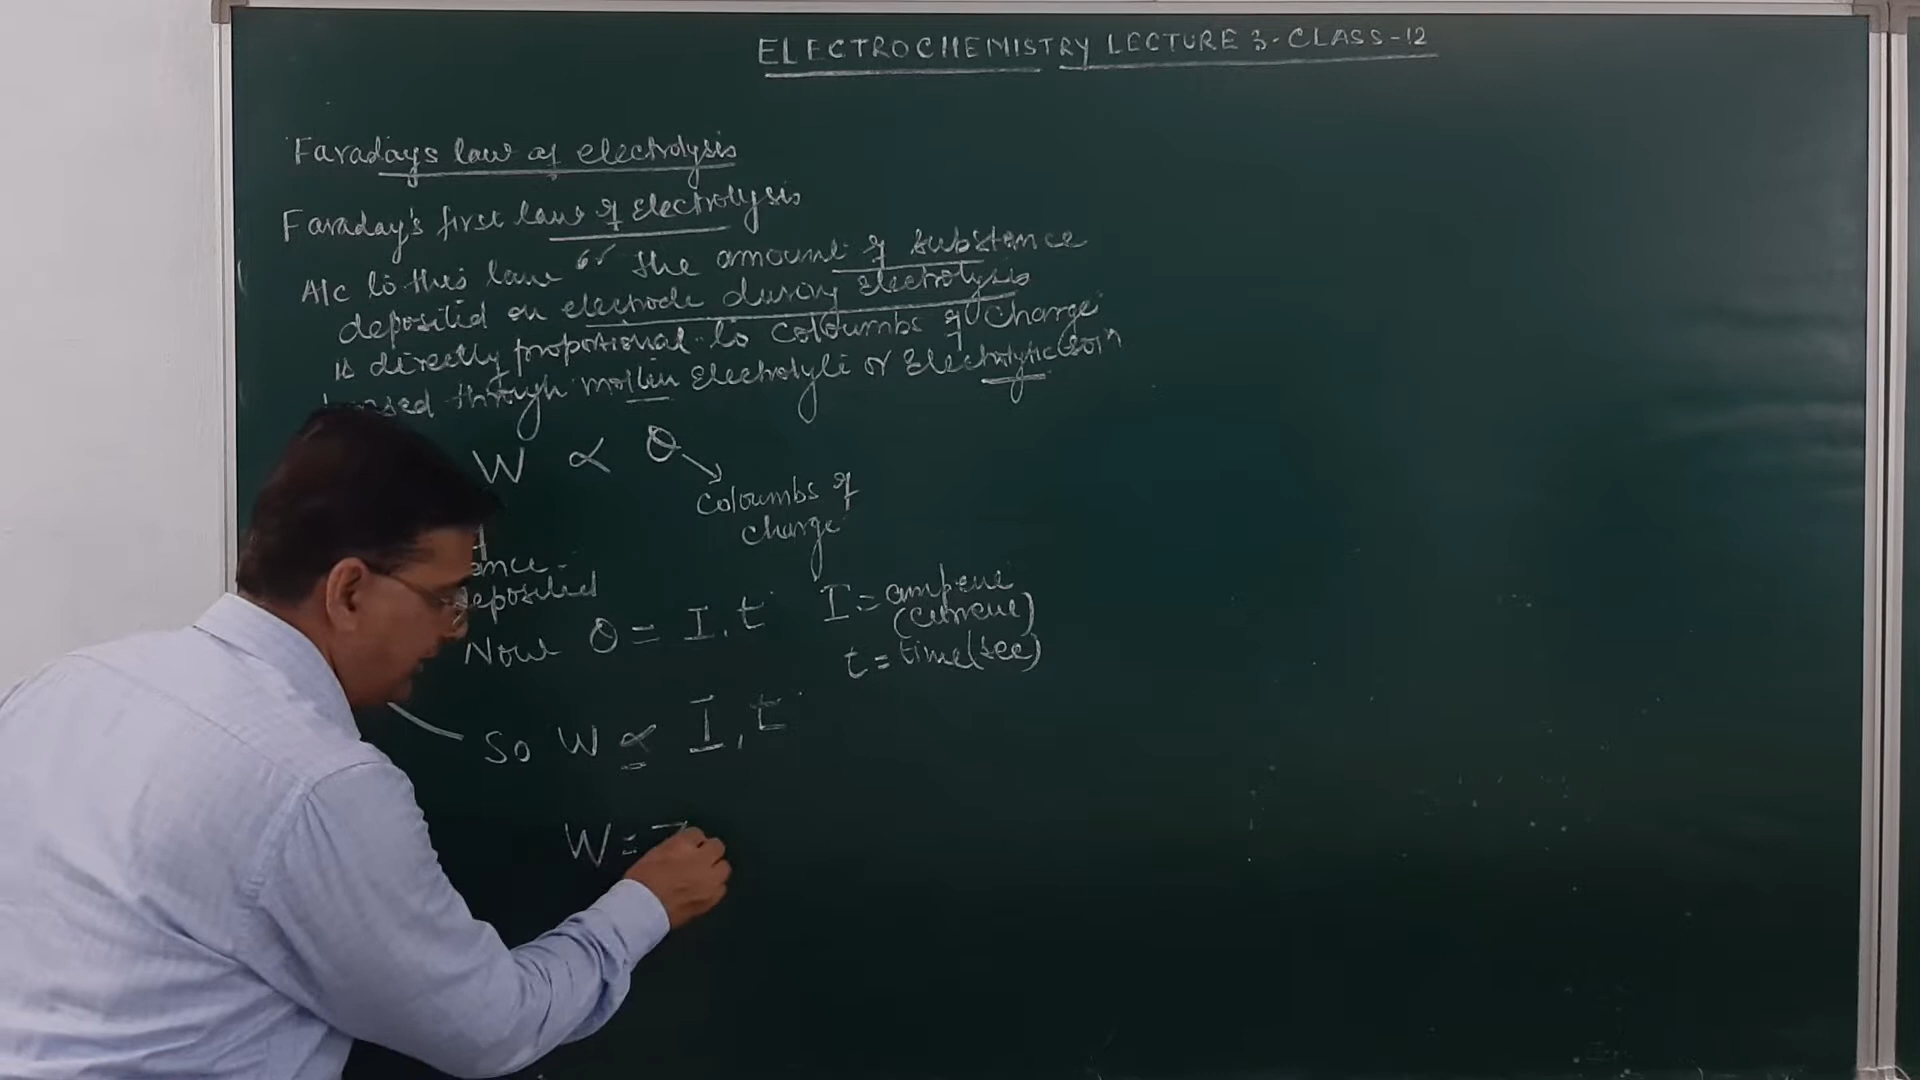 ELECTROCHEMISTRY LECTURE 3-CLASS-12
Faradays law of electrolysis
Faraday's first law of Electrolysis
A/c to this law " the amount of substance
deposited on electrode during Electrolysis
is directly proportional to Coloumbs of Charge
through molten Electrolyte or Electrolytic soln
W ∝ Q
Coloumbs of
charge
deposited
Now Q = I.t
I = ampere
(current)
t = time(sec)
So W ∝ I.t
W =